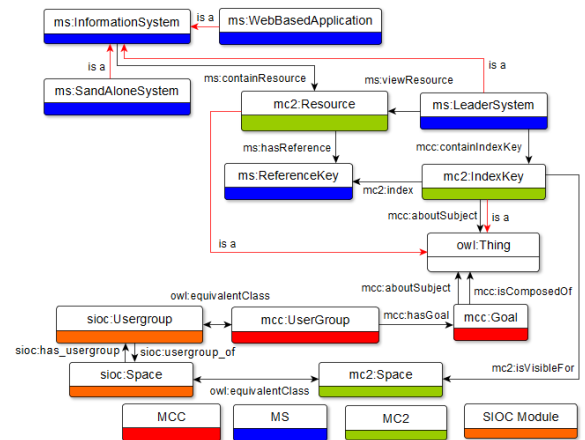 ms:InformationSystem
is a
ms:WebBasedApplication
is a
ms:containResource
ms:viewResource
is a
ms:SandAloneSystem
mc2:Resource
ms:LeaderSystem
ms:hasReference
mcc:containIndexKey
ms:ReferenceKey
mc2:index
mc2:IndexKey
mcc:aboutSubject
is a
is a
owl:Thing
owl:equivalentClass
mcc:aboutSubject
mcc:isComposedOf
sioc:Usergroup
mcc:UserGroup
mcc:hasGoal
mcc:Goal
sioc:has_usergroup
sioc:usergroup_of
sioc:Space
owl:equivalentClass
mc2:Space
mc2:isVisibleFor
MCC
MS
MC2
SIOC Module